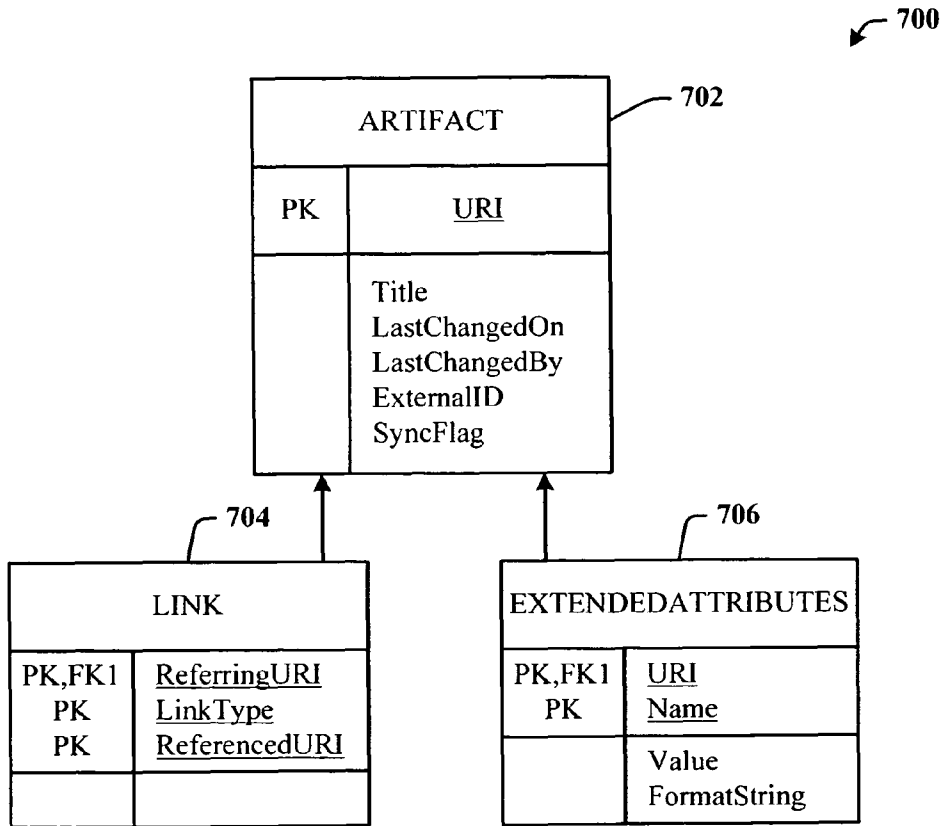 700
702
ARTIFACT
PK URI
Title
LastChangedOn
LastChangedBy
ExternalID
SyncFlag
704
LINK
PK,FK1 ReferringURI
PK LinkType
PK ReferencedURI
706
EXTENDEDATTRIBUTES
PK,FK1 URI
PK Name
Value
FormatString